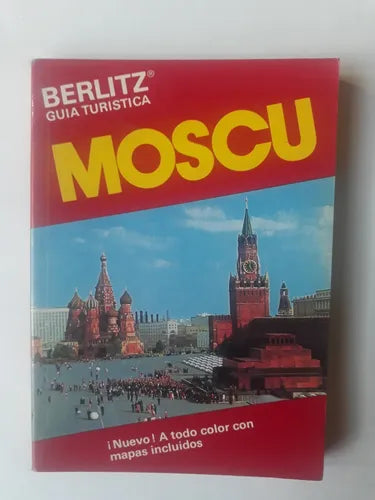 BERLITZ®
GUIA TURISTICA
MOSCU
¡Nuevo! A todo color con
mapas incluidos